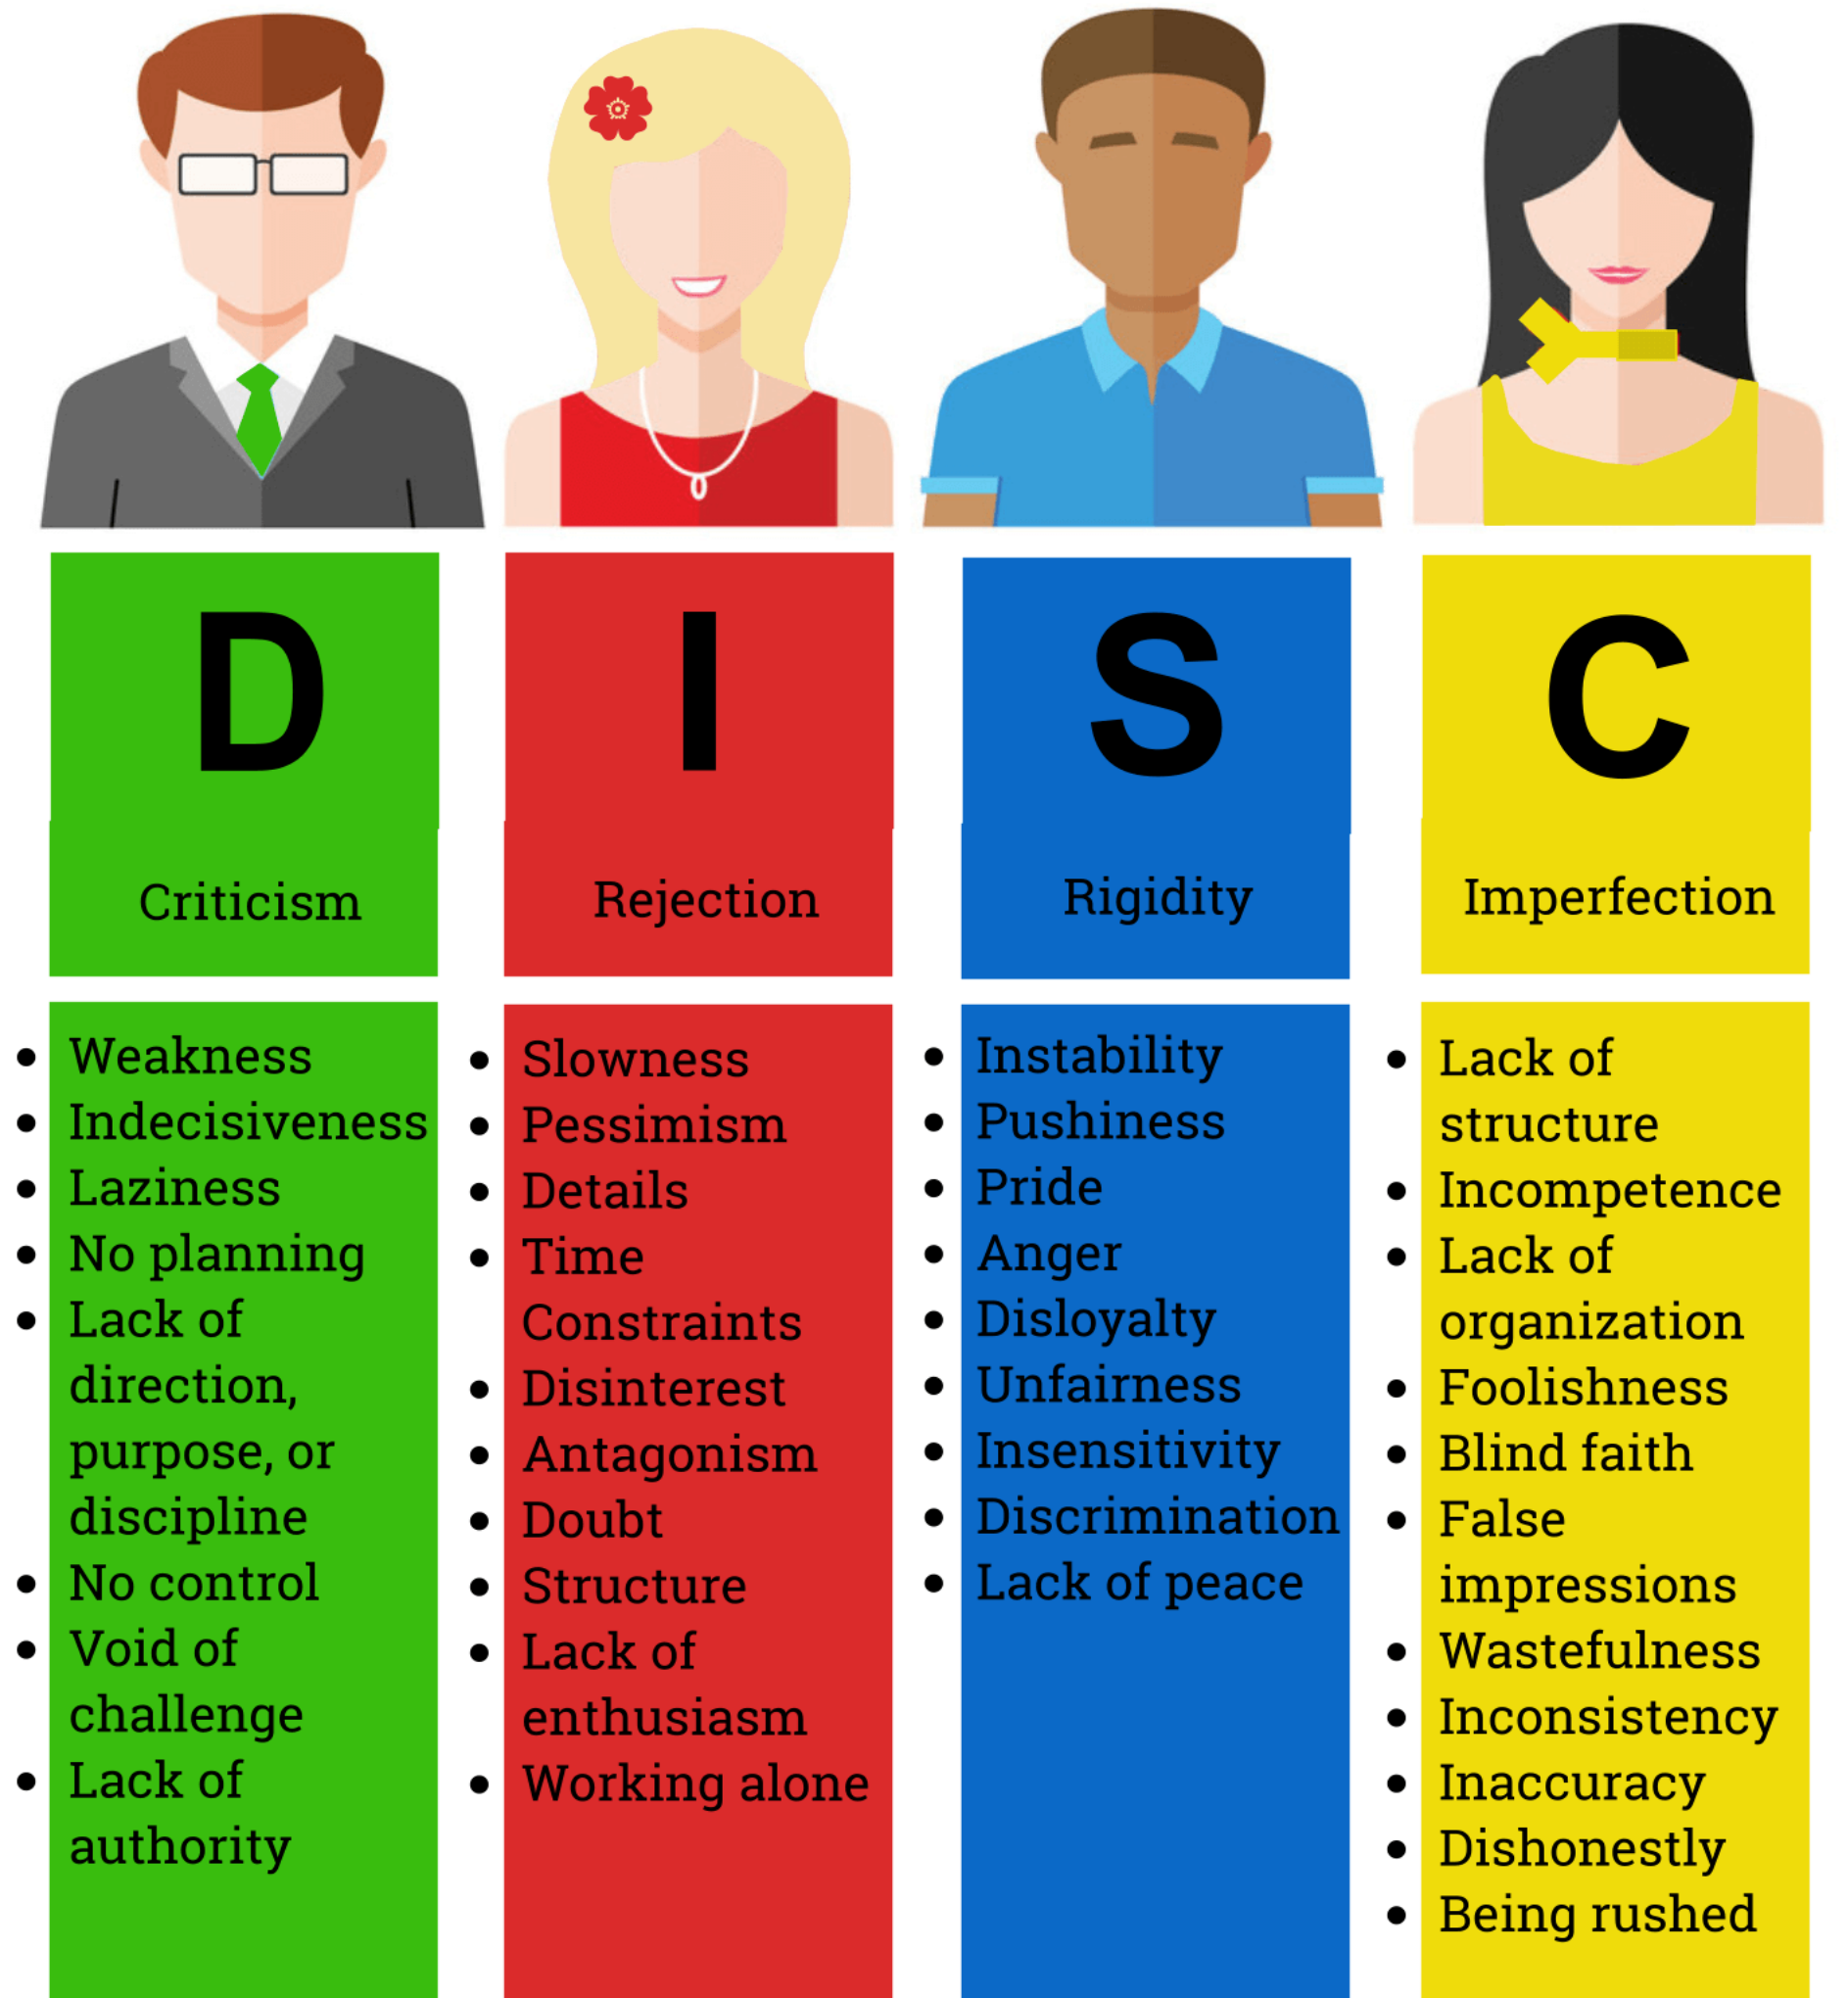 D
Criticism
• Weakness
• Indecisiveness
• Laziness
• No planning
• Lack of
direction,
purpose, or
discipline
• No control
• Void of
challenge
• Lack of
authority
I
Rejection
• Slowness
• Pessimism
• Details
• Time
Constraints
• Disinterest
• Antagonism
• Doubt
• Structure
• Lack of
enthusiasm
• Working alone
S
Rigidity
• Instability
• Pushiness
• Pride
• Anger
• Disloyalty
• Unfairness
• Insensitivity
• Discrimination
• Lack of peace
C
Imperfection
• Lack of
structure
• Incompetence
• Lack of
organization
• Foolishness
• Blind faith
• False
impressions
• Wastefulness
• Inconsistency
• Inaccuracy
• Dishonestly
• Being rushed